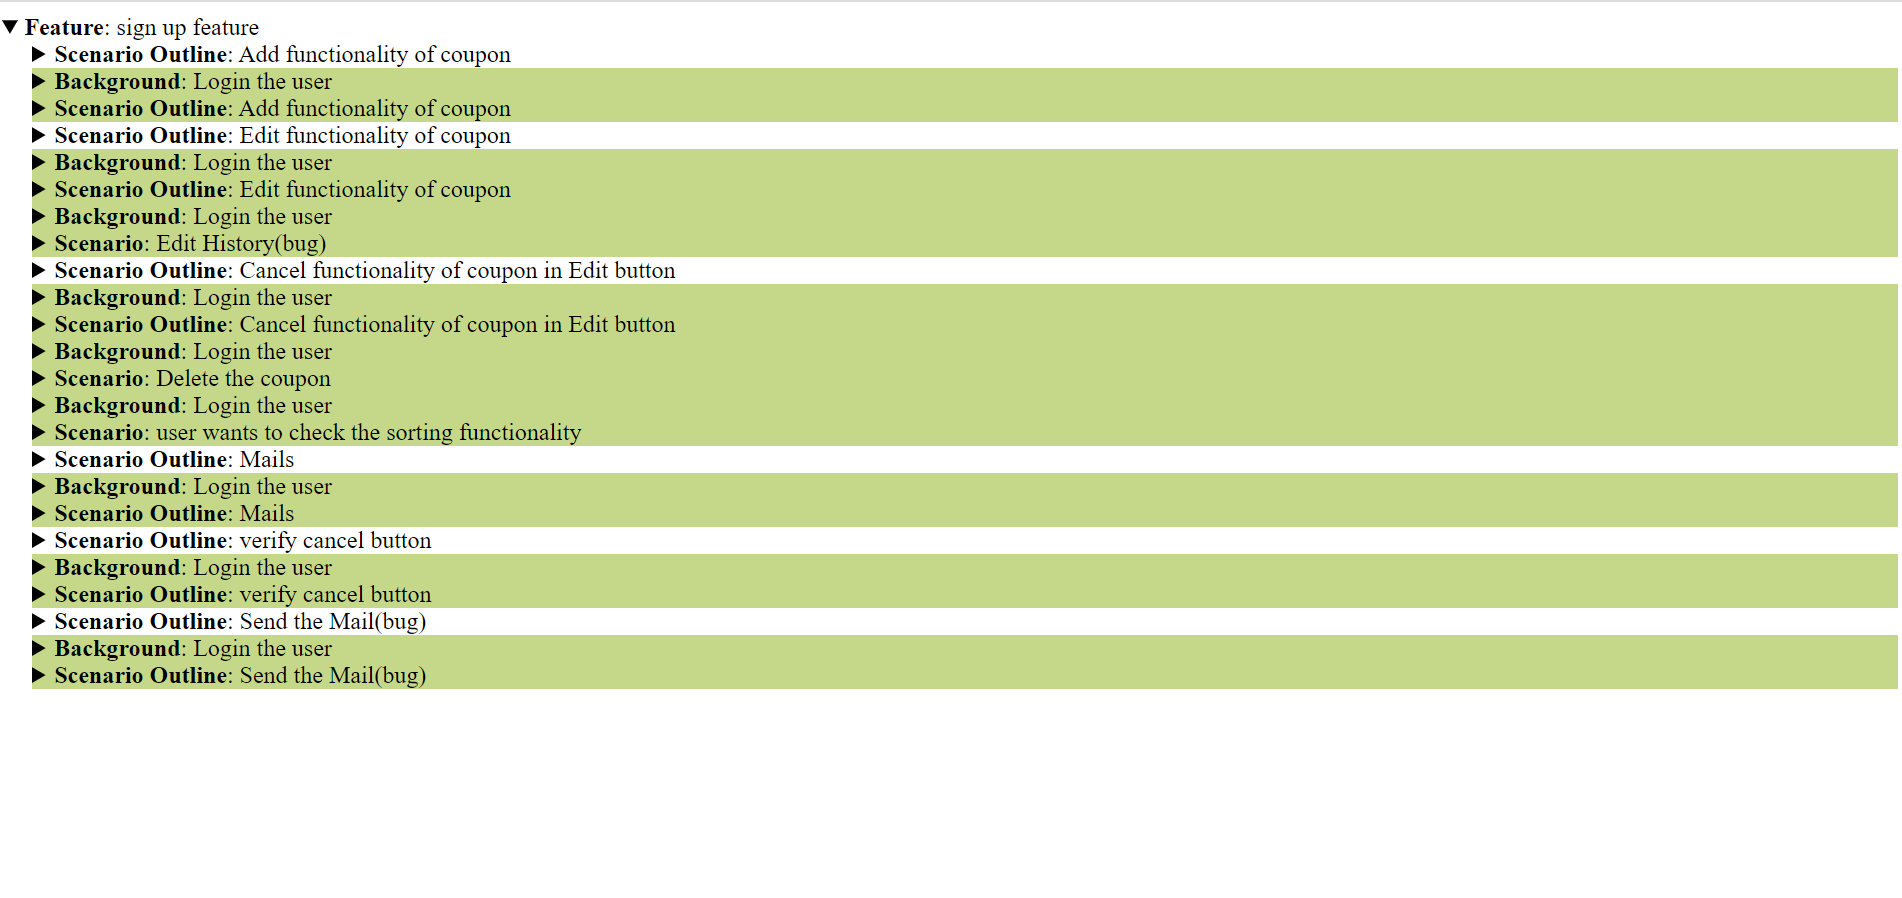 Feature: sign up feature
Scenario Outline: Add functionality of coupon
Background: Login the user
Scenario Outline: Add functionality of coupon
Scenario Outline: Edit functionality of coupon
Background: Login the user
Scenario Outline: Edit functionality of coupon
Background: Login the user
Scenario: Edit History(bug)
Scenario Outline: Cancel functionality of coupon in Edit button
Background: Login the user
Scenario Outline: Cancel functionality of coupon in Edit button
Background: Login the user
Scenario: Delete the coupon
Background: Login the user
Scenario: user wants to check the sorting functionality
Scenario Outline: Mails
Background: Login the user
Scenario Outline: Mails
Scenario Outline: verify cancel button
Background: Login the user
Scenario Outline: verify cancel button
Scenario Outline: Send the Mail(bug)
Background: Login the user
Scenario Outline: Send the Mail(bug)